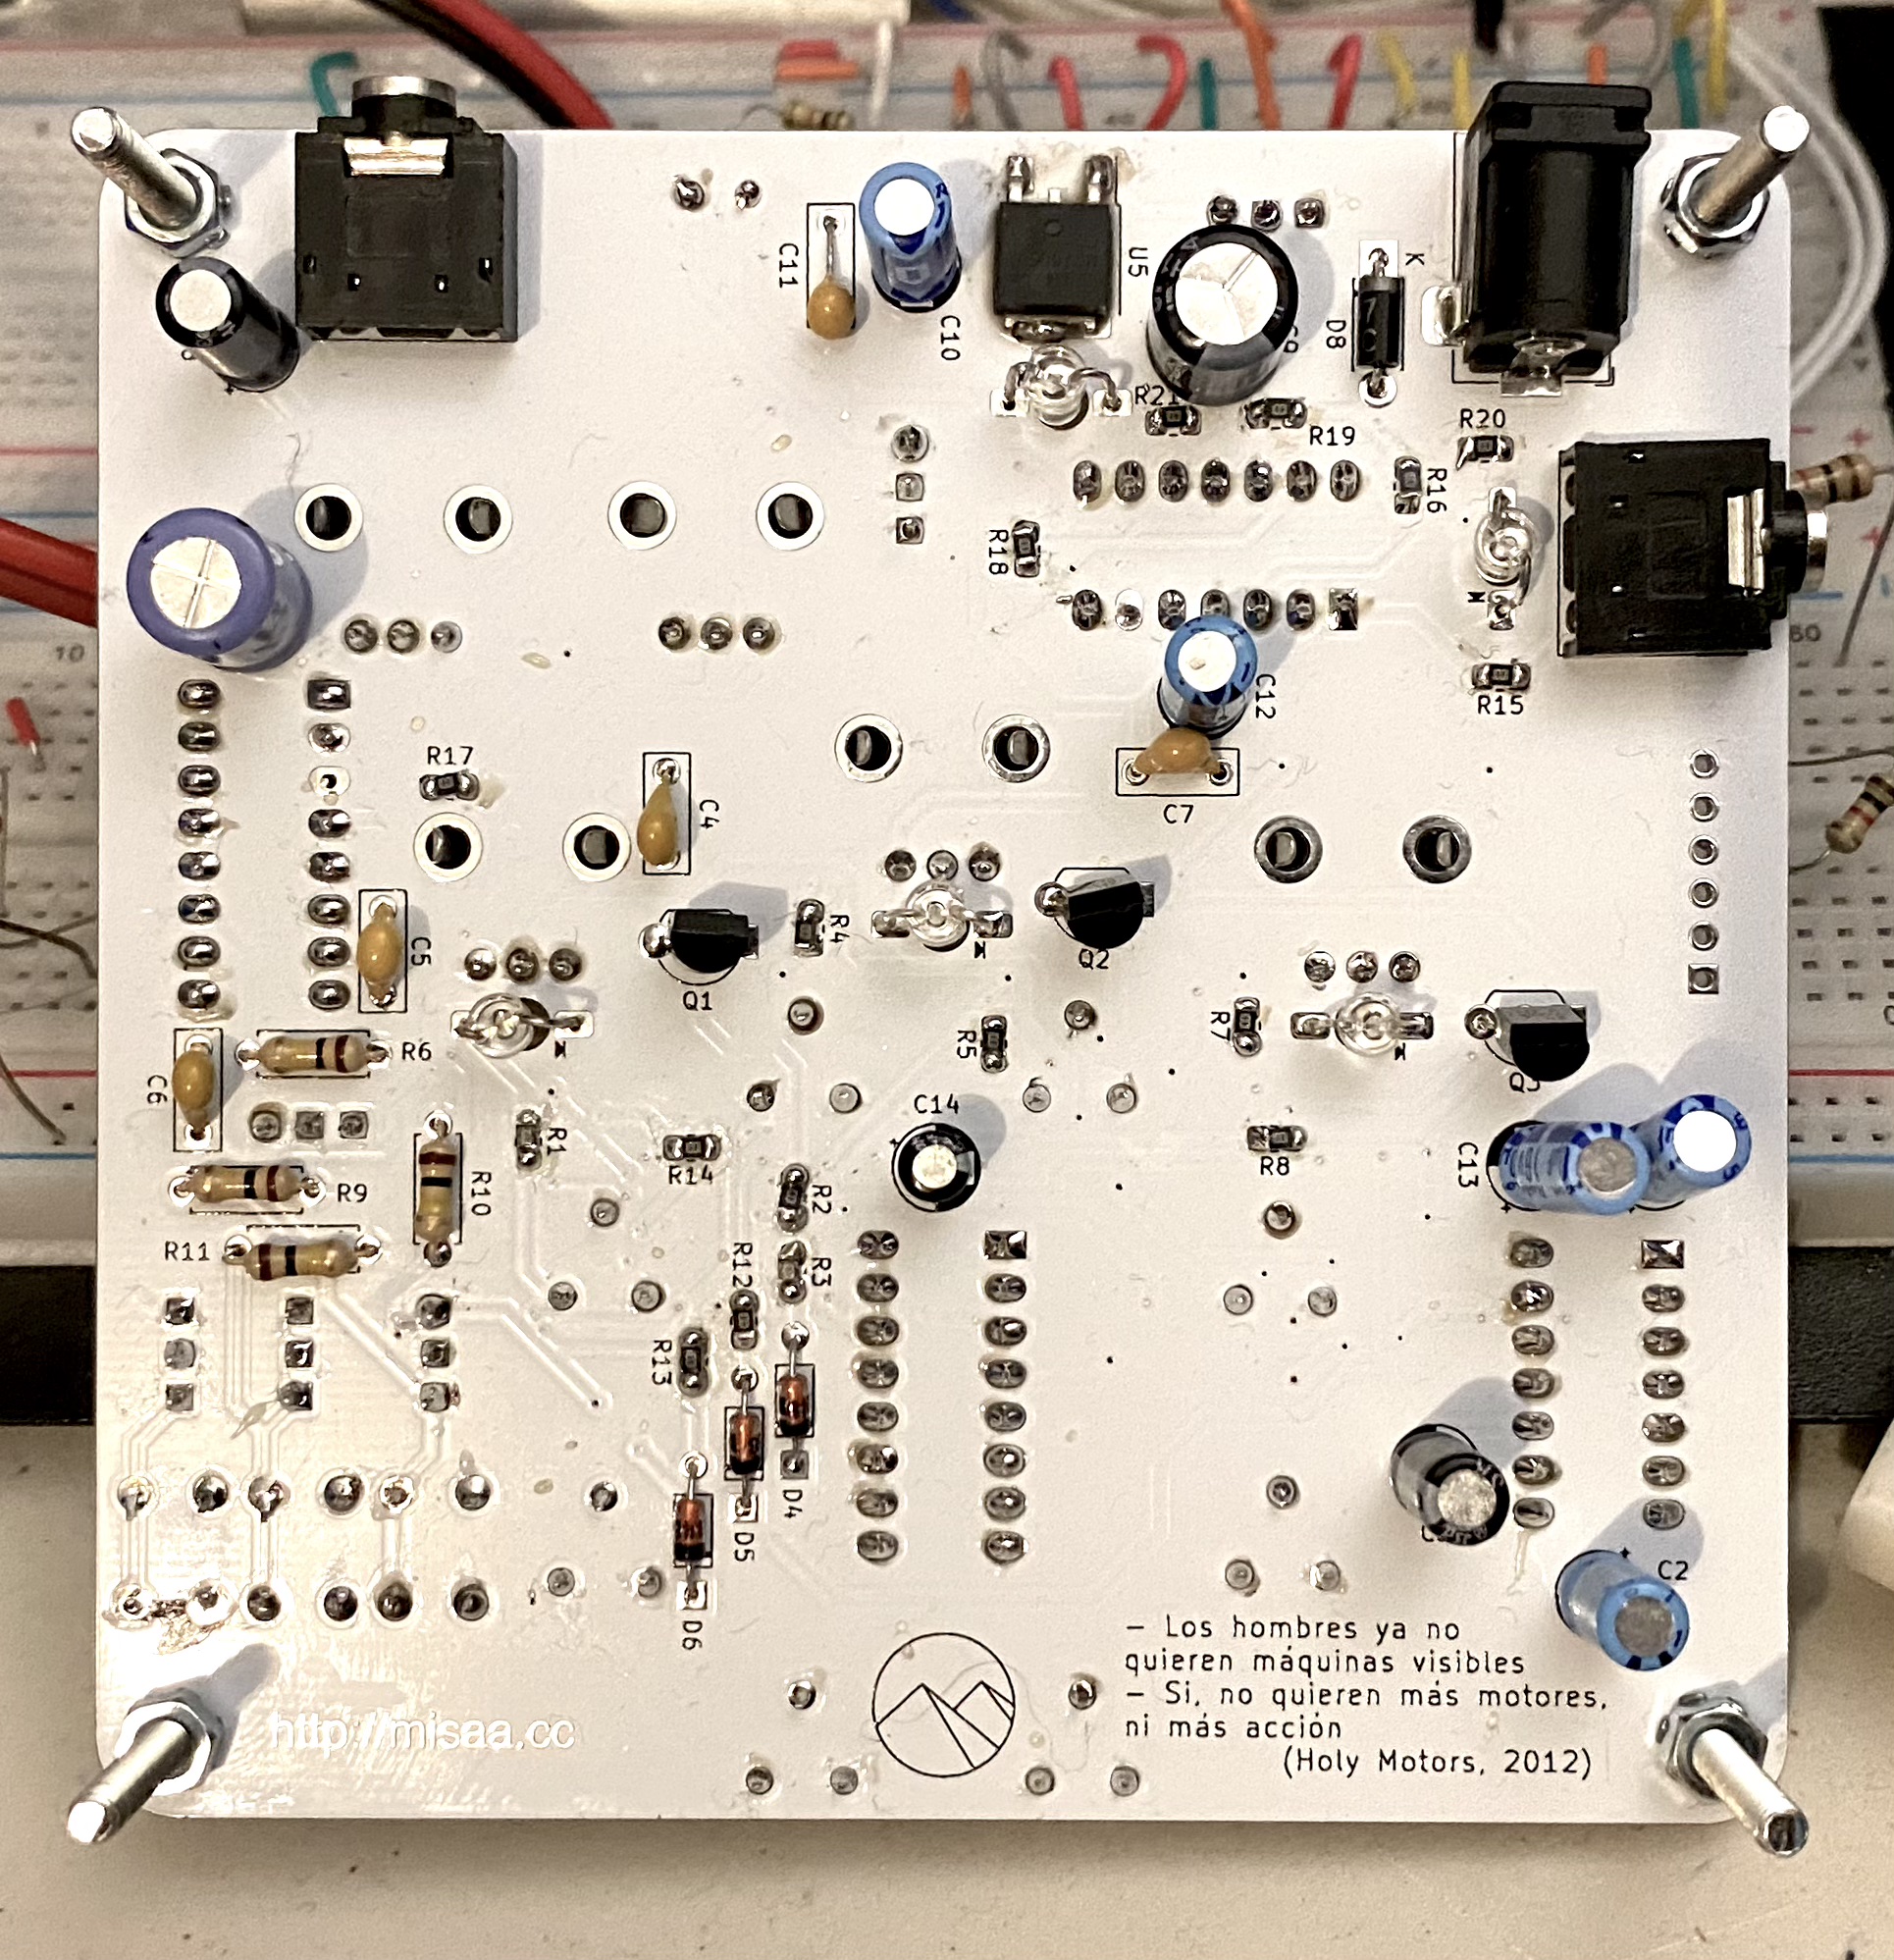 C11
C10
U5
K
D8
R21
R19
R20
R16
R18
C12
R15
10
60
R17
C4
C7
C5
R4
Q2
Q1
R5
R7
R6
C6
C14
R1
R14
R8
C13
R9
R10
R2
R11
R12
R3
R13
D4
D5
D6
C2
– Los hombres ya no
quieren máquinas visibles
– Si, no quieren más motores,
ni más acción
(Holy Motors, 2012)
http://misaa.cc